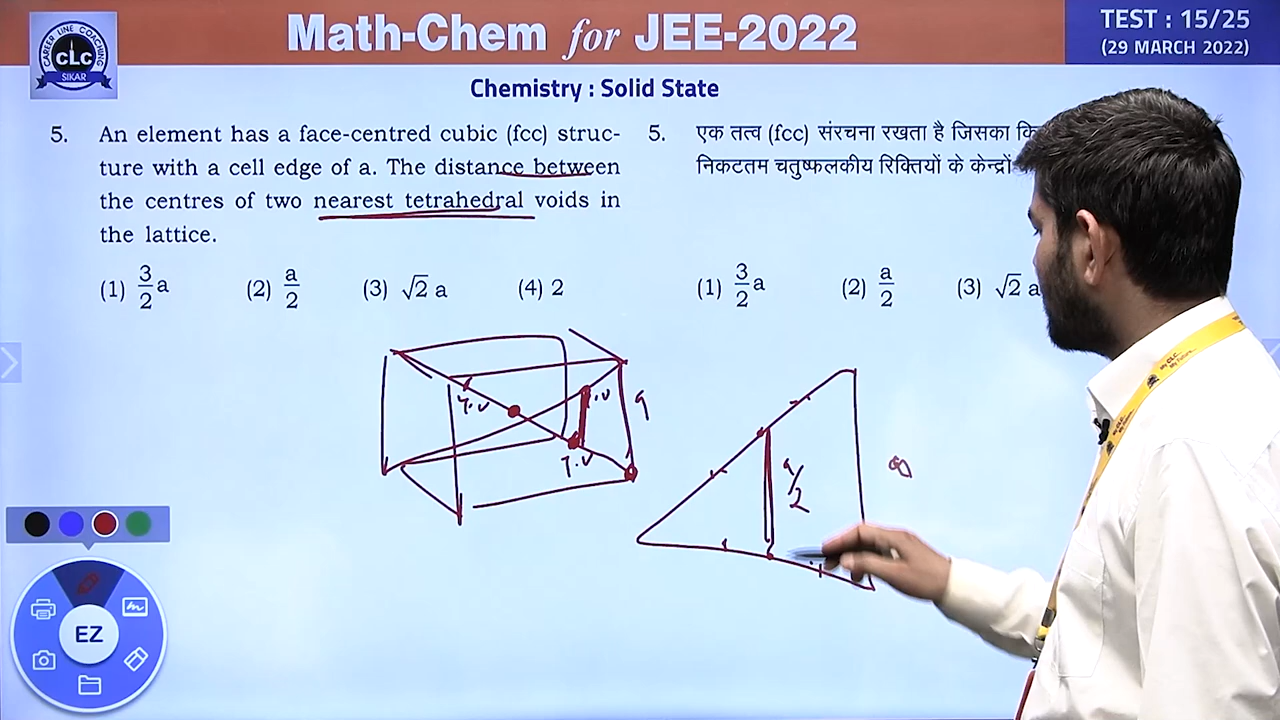 CAREER LINE COACHING
CLC
SIKAR
Math-Chem for JEE-2022
TEST : 15/25
(29 MARCH 2022)
Chemistry : Solid State
5. An element has a face-centred cubic (fcc) struc-
ture with a cell edge of a. The distance between
the centres of two nearest tetrahedral voids in
the lattice.
(1) 3/2 a (2) a/2 (3) √2 a (4) 2
5. एक तत्व (fcc) संरचना रखता है जिसका कि
निकटतम चतुष्फलकीय रिक्तियों के केन्द्रों
(1) 3/2 a (2) a/2 (3) √2 a
T.V
T.V
a/2
EZ